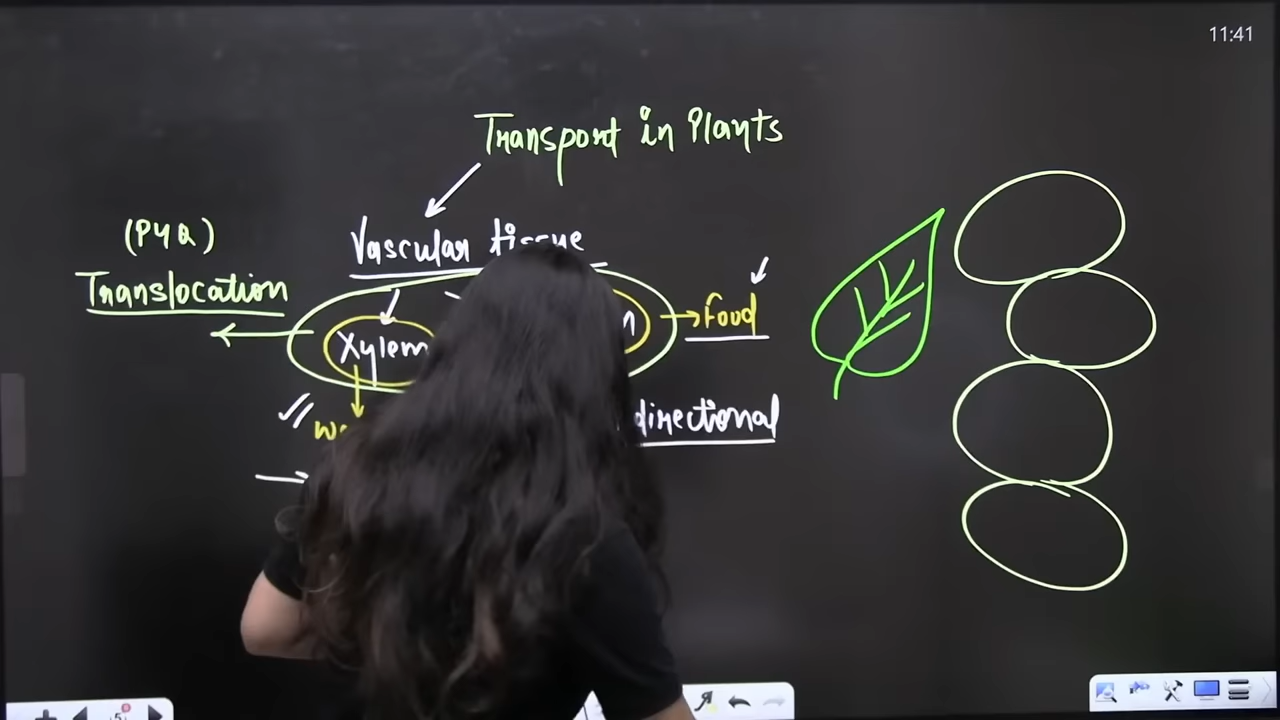 11:41
Transport in Plants
(PYQ)
Vascular tissue
Translocation
Xylem
Food
directional